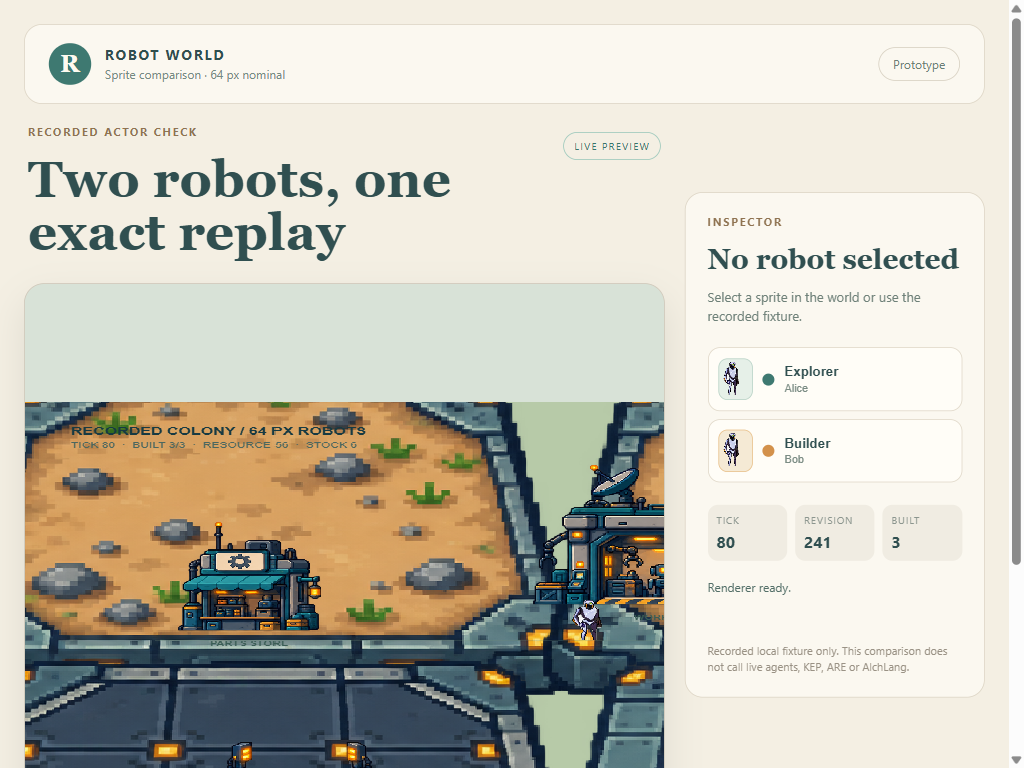 R
ROBOT WORLD
Sprite comparison · 64 px nominal
Prototype
RECORDED ACTOR CHECK
LIVE PREVIEW
Two robots, one
exact replay
RECORDED COLONY / 64 PX ROBOTS
TICK 80 · BUILT 3/3 · RESOURCE 56 · STOCK 6
PARTS STORE
INSPECTOR
No robot selected
Select a sprite in the world or use the
recorded fixture.
Explorer
Alice
Builder
Bob
TICK
80
REVISION
241
BUILT
3
Renderer ready.
Recorded local fixture only. This comparison does
not call live agents, KEP, ARE or AlchLang.